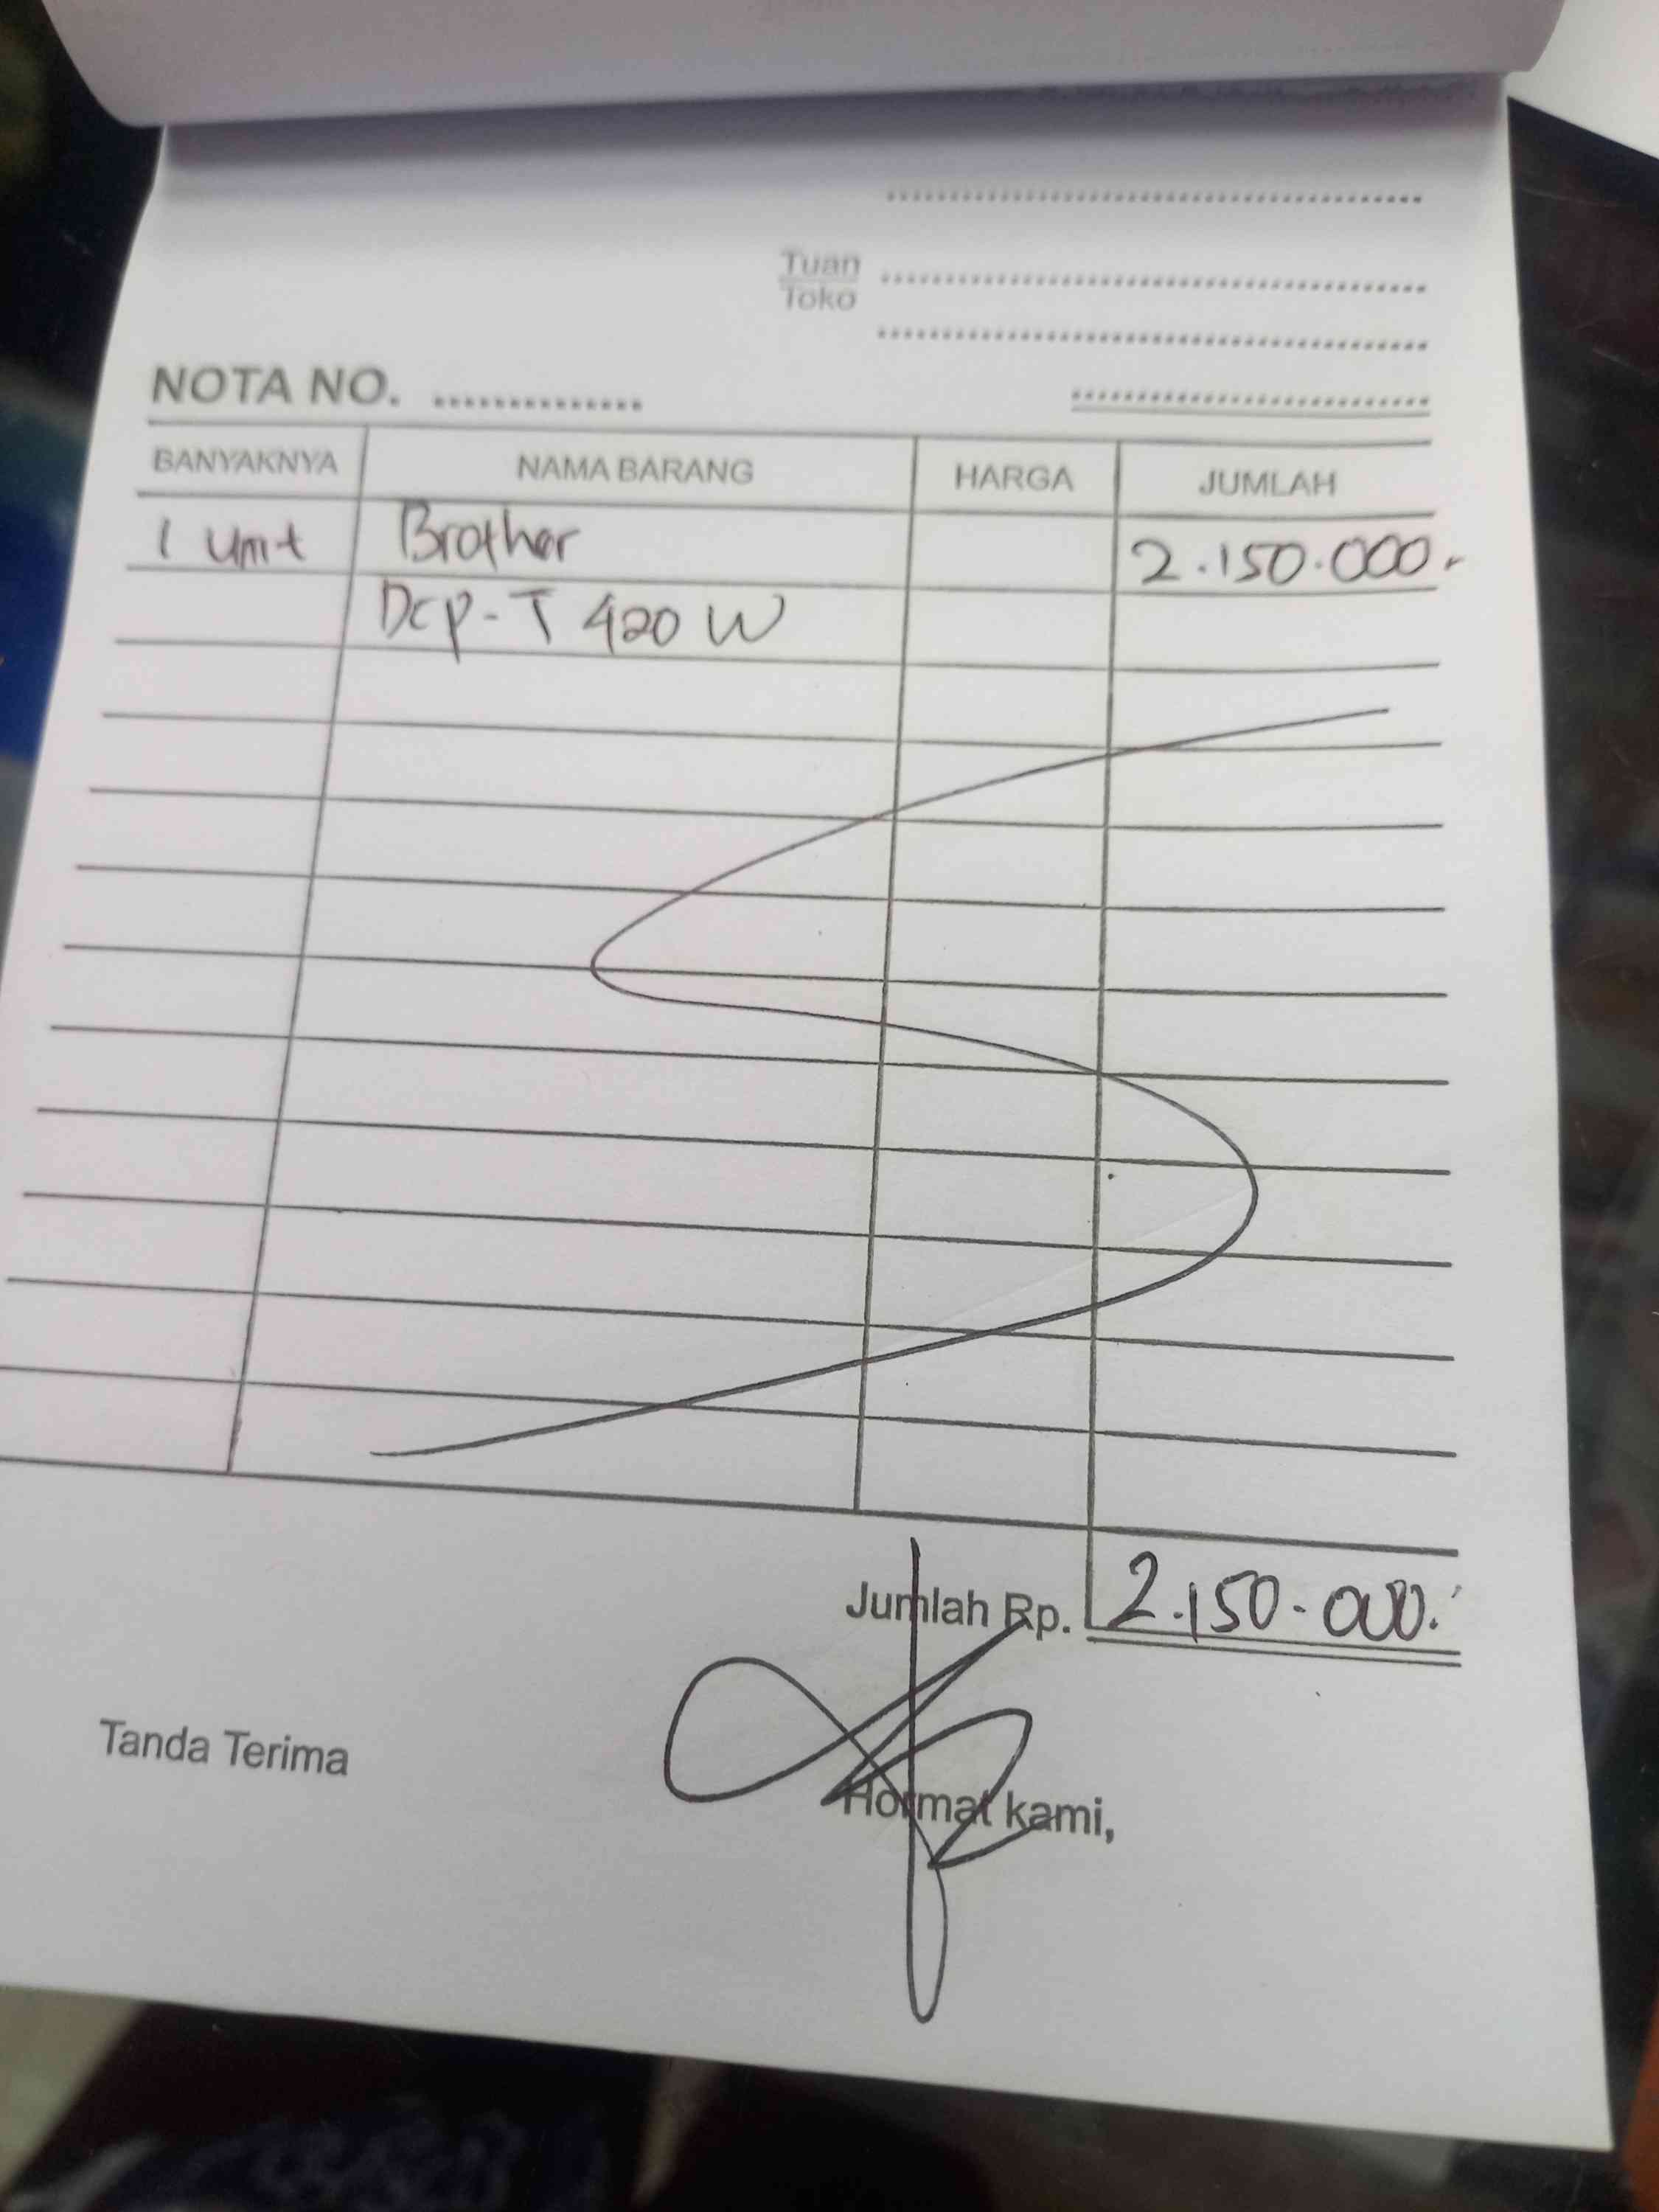 Tuan
Toko
NOTA NO.
BANYAKNYA NAMA BARANG HARGA JUMLAH
1 Unit Brother 2.150.000.-
Dcp-T 420 W
Jumlah Rp. 2.150.000.-
Tanda Terima
Hormat kami,